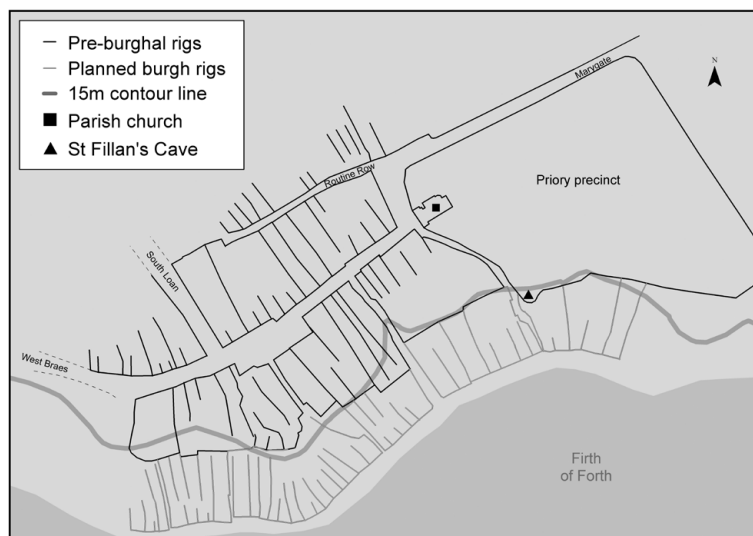 Pre-burghal rigs
Planned burgh rigs
15m contour line
Parish church
St Fillan's Cave
N
Marygate
Routine Row
Priory precinct
South Loan
West Braes
Firth
of Forth